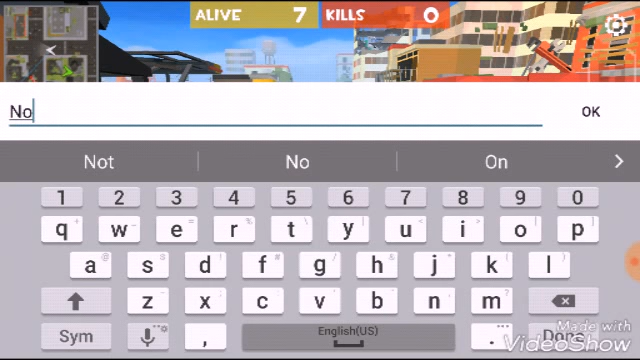 ALIVE 7 KILLS 0
No
OK
Not No On
1 2 3 4 5 6 7 8 9 0
q w e r t y u i o p
a s d f g h j k l
z x c v b n m
Sym , English(US) . Done
Made with
VideoShow